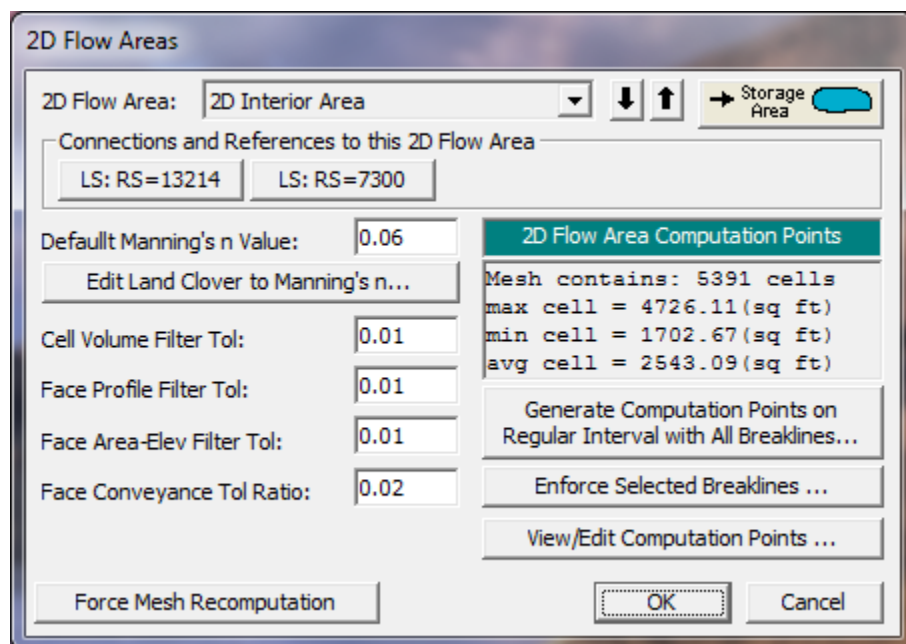 2D Flow Areas
2D Flow Area: 2D Interior Area
Storage
Area
Connections and References to this 2D Flow Area
LS: RS=13214 LS: RS=7300
Defaullt Manning's n Value: 0.06
Edit Land Clover to Manning's n...
Cell Volume Filter Tol: 0.01
Face Profile Filter Tol: 0.01
Face Area-Elev Filter Tol: 0.01
Face Conveyance Tol Ratio: 0.02
2D Flow Area Computation Points
Mesh contains: 5391 cells
max cell = 4726.11(sq ft)
min cell = 1702.67(sq ft)
avg cell = 2543.09(sq ft)
Generate Computation Points on
Regular Interval with All Breaklines...
Enforce Selected Breaklines ...
View/Edit Computation Points ...
Force Mesh Recomputation
OK Cancel